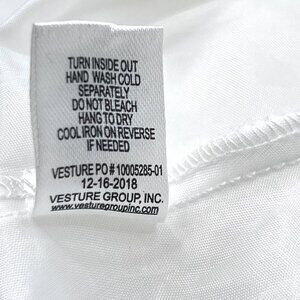 TURN INSIDE OUT
HAND WASH COLD
SEPARATELY
DO NOT BLEACH
HANG TO DRY
COOL IRON ON REVERSE
IF NEEDED
VESTURE PO# 10005285-01
12-16-2018
VESTURE GROUP, INC.
www.vesturegroupinc.com